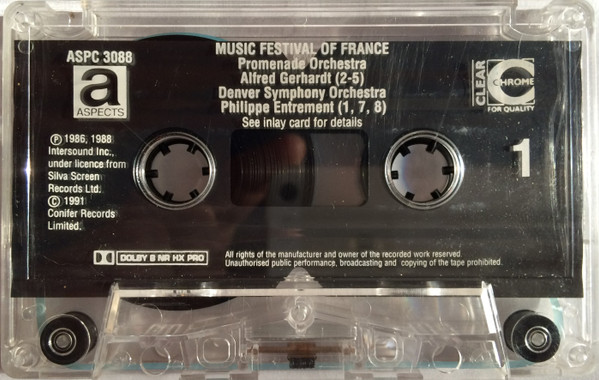 ASPC 3088
a
ASPECTS
MUSIC FESTIVAL OF FRANCE
Promenade Orchestra
Alfred Gerhardt (2-5)
Denver Symphony Orchestra
Philippe Entremont (1, 7, 8)
See inlay card for details
CLEAR
CHROME
FOR QUALITY
1
℗ 1986, 1988
Intersound Inc.,
under licence from
Silva Screen
Records Ltd.
© 1991
Conifer Records
Limited.
DOLBY B NR HX PRO
All rights of the manufacturer and owner of the recorded work reserved.
Unauthorised public performance, broadcasting and copying of the tape prohibited.